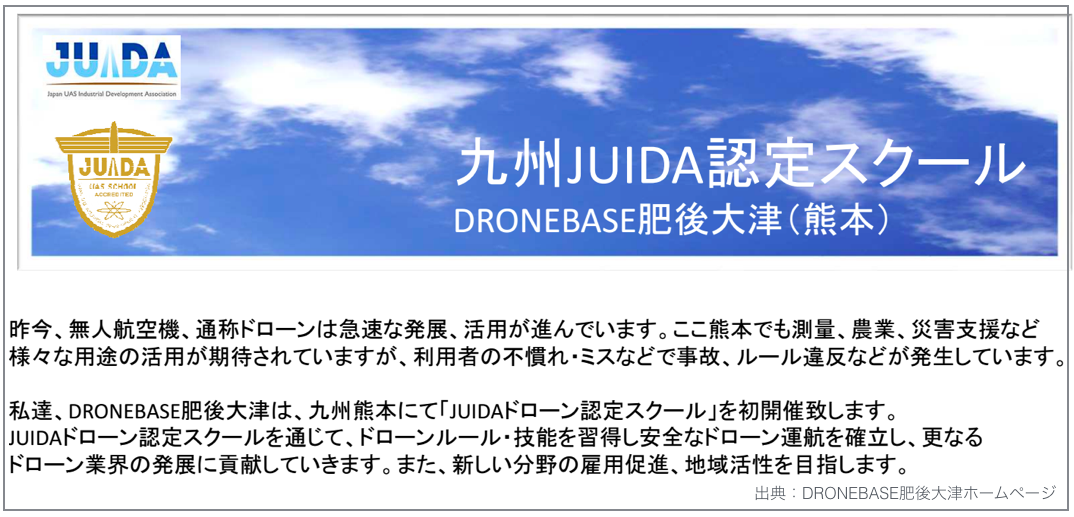 JUIDA
Japan UAS Industrial Development Association
JUIDA
UAS SCHOOL
ACCREDITED
九州JUIDA認定スクール
DRONEBASE肥後大津(熊本)
昨今、無人航空機、通称ドローンは急速な発展、活用が進んでいます。ここ熊本でも測量、農業、災害支援など
様々な用途の活用が期待されていますが、利用者の不慣れ・ミスなどで事故、ルール違反などが発生しています。
私達、DRONEBASE肥後大津は、九州熊本にて「JUIDAドローン認定スクール」を初開催致します。
JUIDAドローン認定スクールを通じて、ドローンルール・技能を習得し安全なドローン運航を確立し、更なる
ドローン業界の発展に貢献していきます。また、新しい分野の雇用促進、地域活性を目指します。
出典：DRONEBASE肥後大津ホームページ